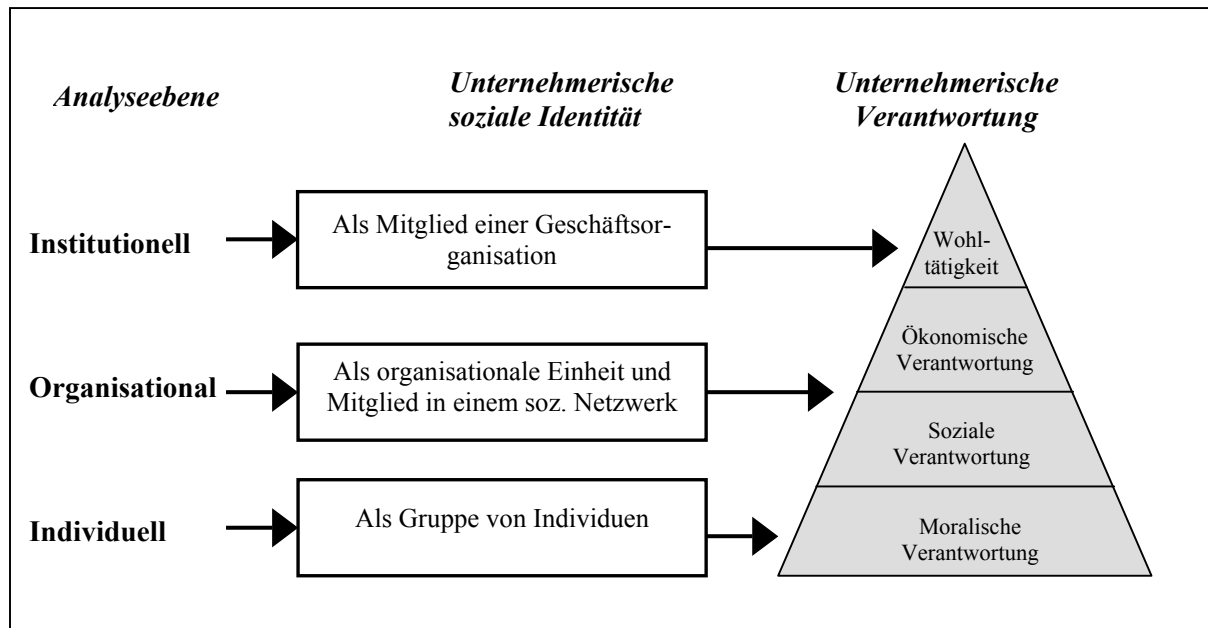 Analyseebene
Unternehmerische
soziale Identität
Unternehmerische
Verantwortung
Institutionell
Als Mitglied einer Geschäftsor-
ganisation
Wohl-
tätigkeit
Organisational
Als organisationale Einheit und
Mitglied in einem soz. Netzwerk
Ökonomische
Verantwortung
Soziale
Verantwortung
Individuell
Als Gruppe von Individuen
Moralische
Verantwortung